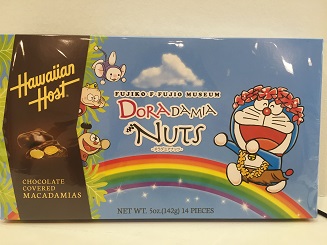 Hawaiian
Host
CHOCOLATE
COVERED
MACADAMIAS
FUJIKO·F·FUJIO MUSEUM
DORADAMIA
NUTS
NET WT. 5oz.(142g) 14 PIECES